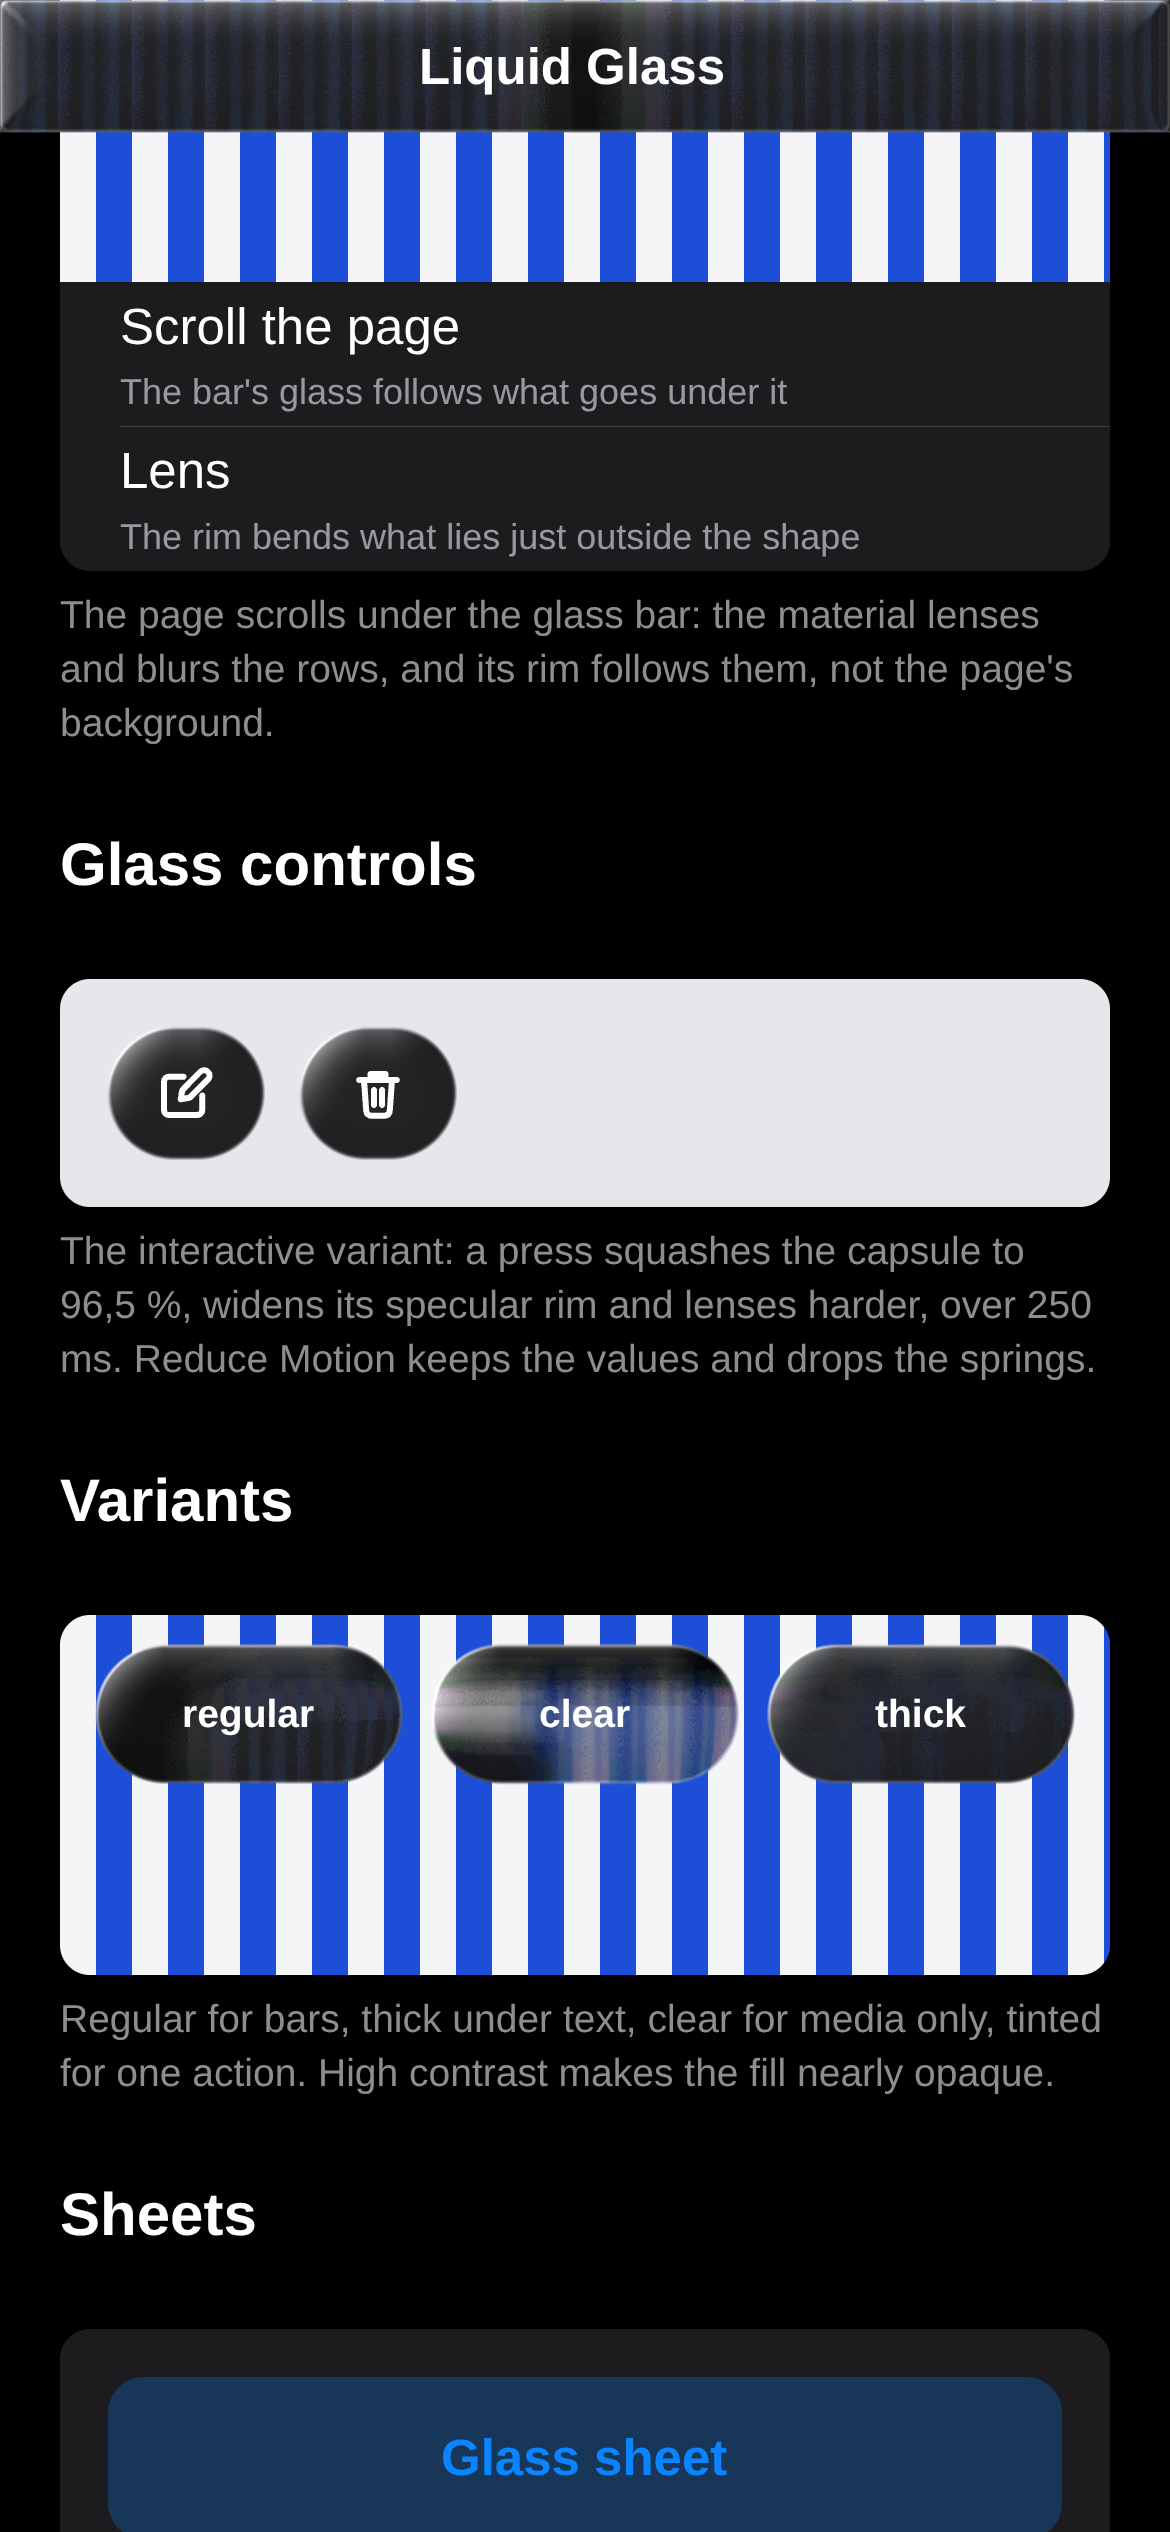 Liquid Glass
Scroll the page
The bar's glass follows what goes under it
Lens
The rim bends what lies just outside the shape
The page scrolls under the glass bar: the material lenses
and blurs the rows, and its rim follows them, not the page's
background.
Glass controls
The interactive variant: a press squashes the capsule to
96,5 %, widens its specular rim and lenses harder, over 250
ms. Reduce Motion keeps the values and drops the springs.
Variants
regular
clear
thick
Regular for bars, thick under text, clear for media only, tinted
for one action. High contrast makes the fill nearly opaque.
Sheets
Glass sheet